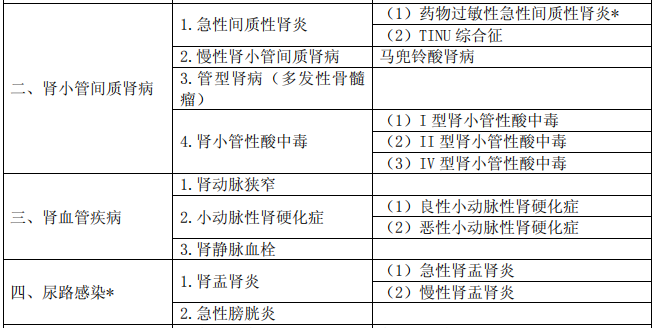 二、肾小管间质肾病
1.急性间质性肾炎
（1）药物过敏性急性间质性肾炎*
（2）TINU 综合征
2.慢性肾小管间质肾病
马兜铃酸肾病
3.管型肾病（多发性骨髓
瘤）
4.肾小管性酸中毒
（1）I 型肾小管性酸中毒
（2）II 型肾小管性酸中毒
（3）IV 型肾小管性酸中毒
三、肾血管疾病
1.肾动脉狭窄
2.小动脉性肾硬化症
（1）良性小动脉性肾硬化症
（2）恶性小动脉性肾硬化症
3.肾静脉血栓
四、尿路感染*
1.肾盂肾炎
（1）急性肾盂肾炎
（2）慢性肾盂肾炎
2.急性膀胱炎